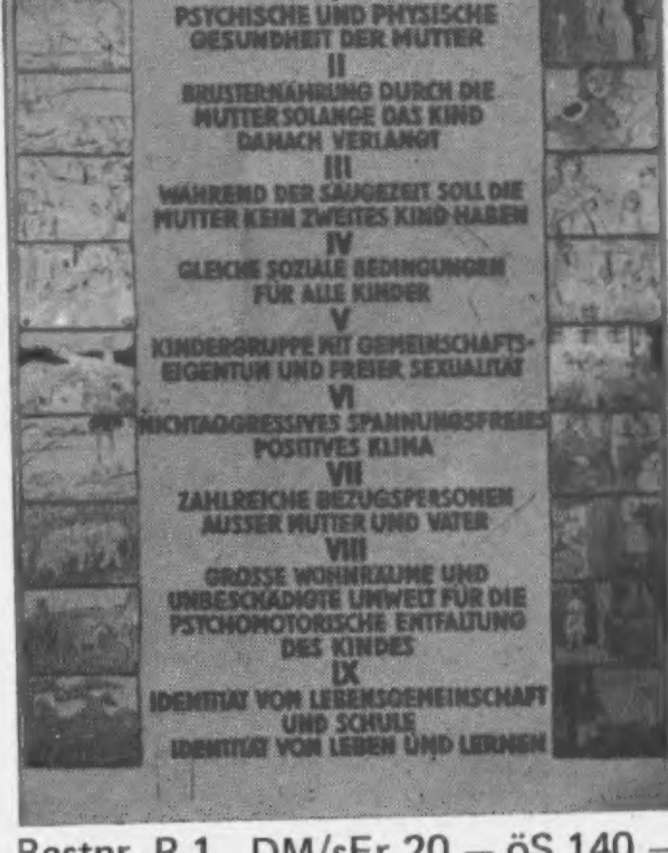 PSYCHISCHE UND PHYSISCHE
GESUNDHEIT DER MUTTER
II
BRUSTERNÄHRUNG DURCH DIE
MUTTER SOLANGE DAS KIND
DANACH VERLANGT
III
WÄHREND DER SAUGEZEIT SOLL DIE
MUTTER KEIN ZWEITES KIND HABEN
IV
GLEICHE SOZIALE BEDINGUNGEN
FÜR ALLE KINDER
V
KINDERGRUPPE MIT GEMEINSCHAFTS-
EIGENTUM UND FREIER SEXUALITÄT
VI
NICHTAGGRESSIVES SPANNUNGSFREIES
POSITIVES KLIMA
VII
ZAHLREICHE BEZUGSPERSONEN
AUSSER MUTTER UND VATER
VIII
GROSSE WOHNRÄUME UND
UNBESCHÄDIGTE UMWELT FÜR DIE
PSYCHOMOTORISCHE ENTFALTUNG
DES KINDES
IX
IDENTITÄT VON LEBENSGEMEINSCHAFT
UND SCHULE
IDENTITÄT VON LEBEN UND LERNEN
Bestnr. P 1 DM/sFr 20.– öS 140.–